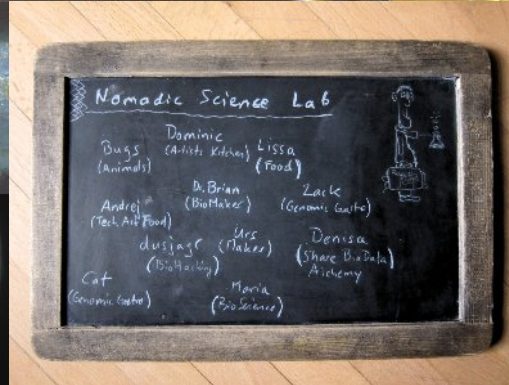 Nomadic Science Lab
Dominic
(Artists Kitchen)
Bugs
(Animals)
Lissa
(Food)
Dr. Brian
(BioMaker)
Zack
(Genomic Gastro)
Andrej
(Tech Art Food)
Urs
(Maker)
dusjagr
(BioHacking)
Denisa
(Share BioData
Alchemy
Cat
(Genomic Gastro)
Maria
(BioScience)